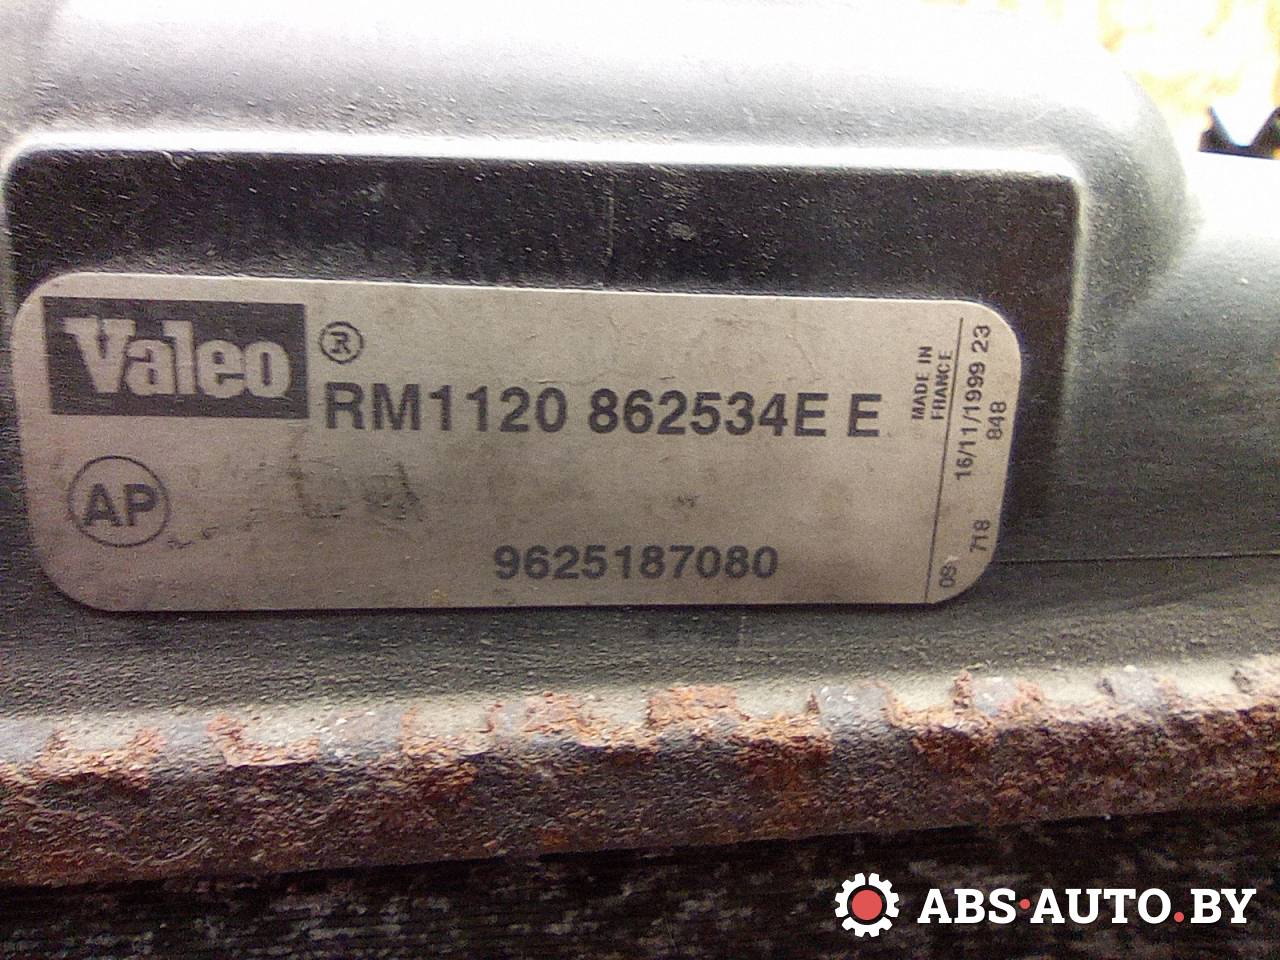 Valeo ®
RM1120 862534E E
AP
9625187080
MADE IN
FRANCE
16/11/1999 23
848
718
ABS·AUTO.BY